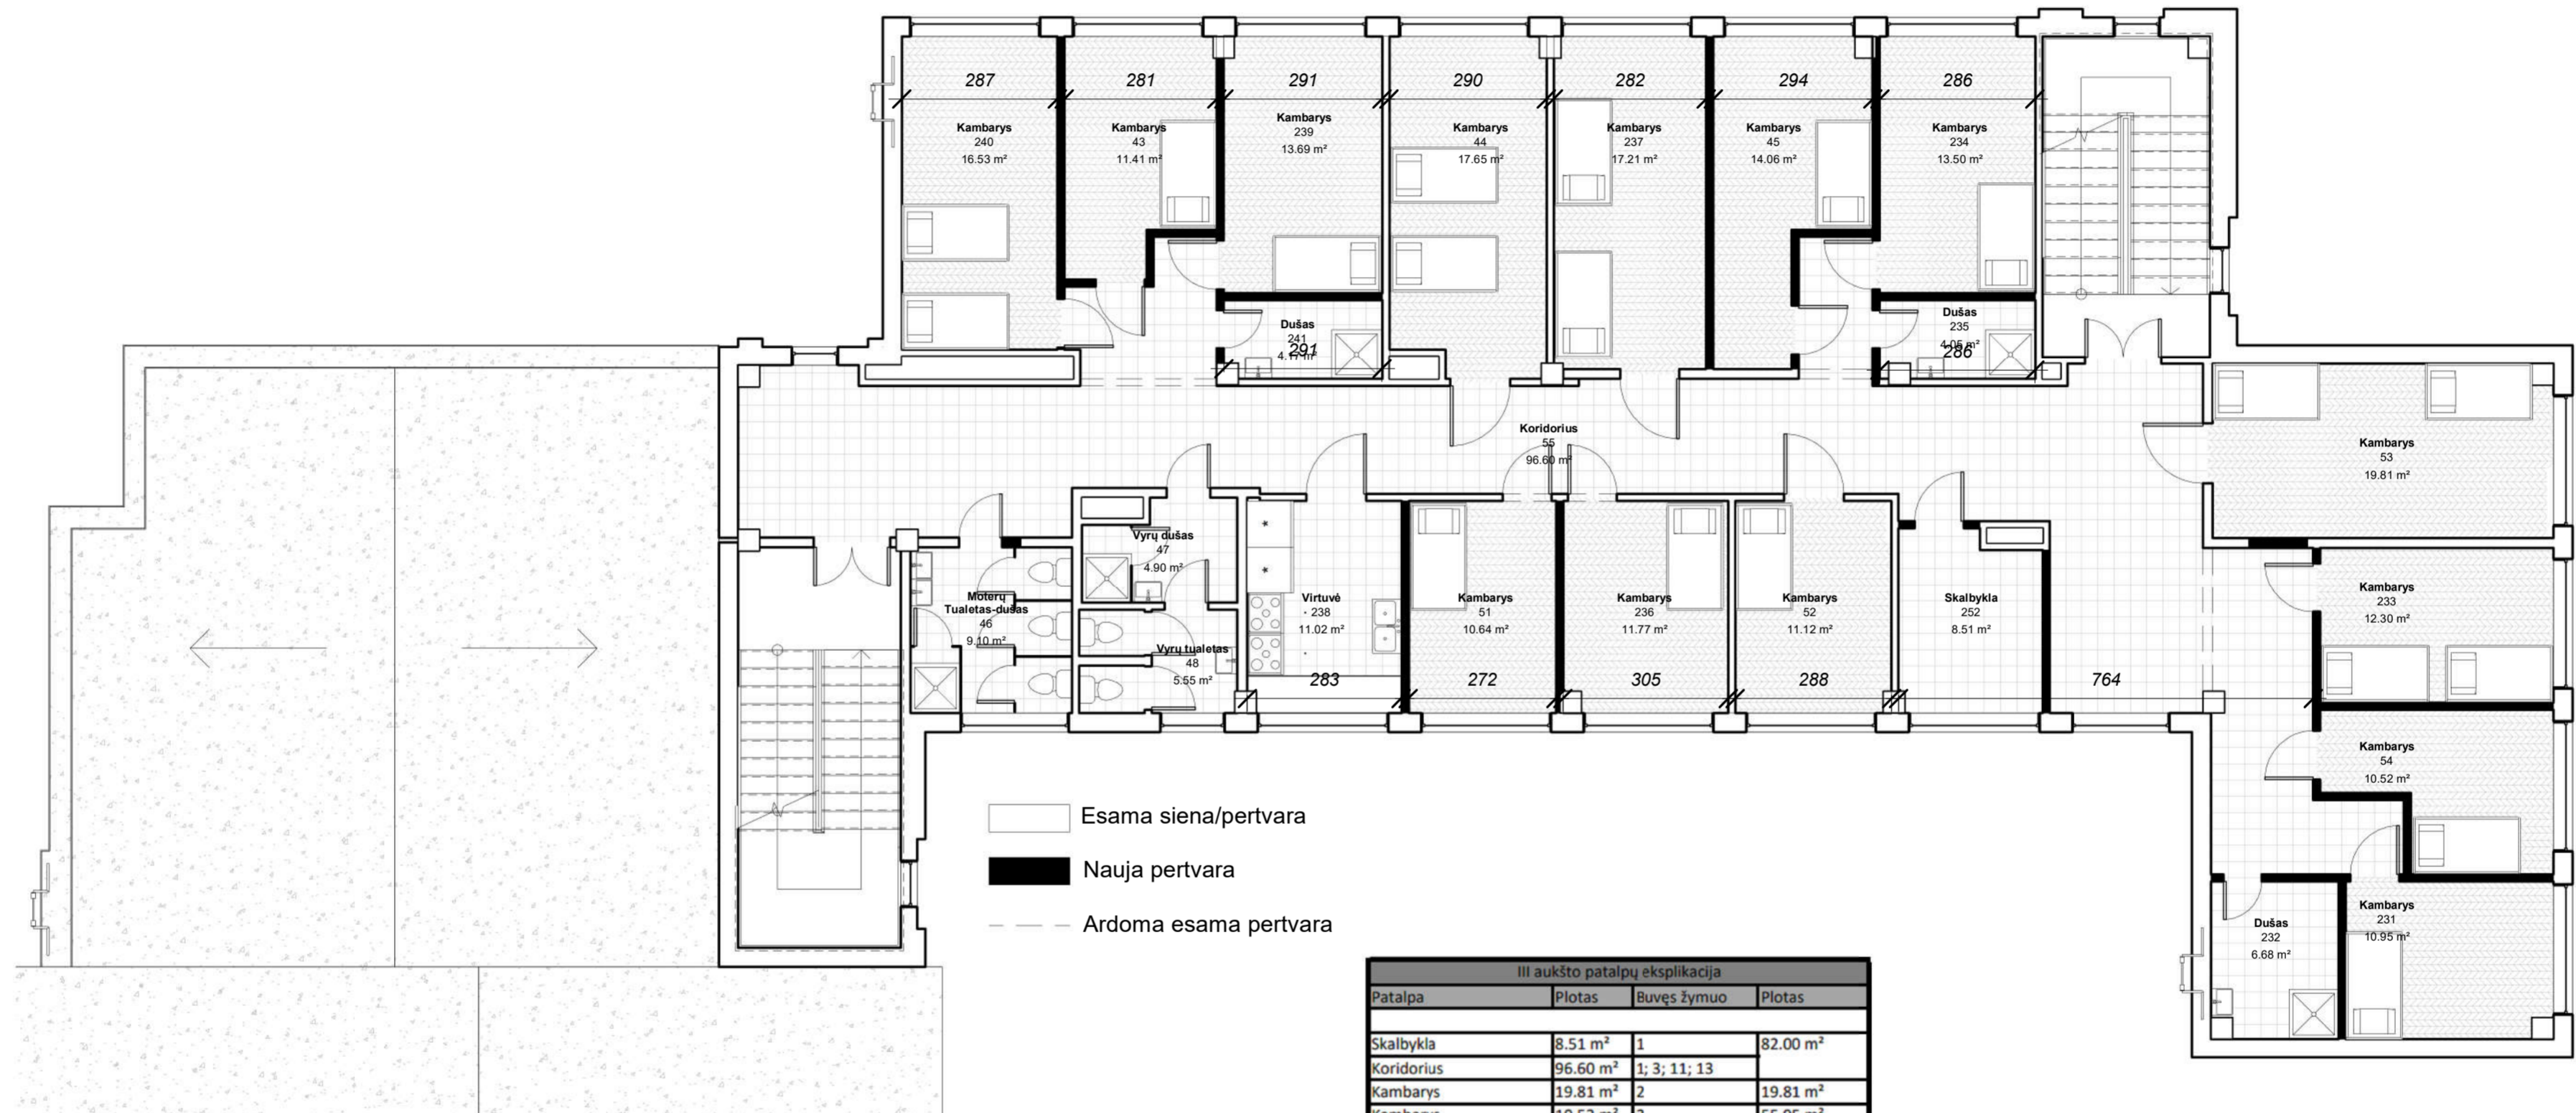 287
281
291
290
282
294
286
Kambarys
240
16.53 m²
Kambarys
43
11.41 m²
Kambarys
239
13.69 m²
Kambarys
44
17.65 m²
Kambarys
237
17.21 m²
Kambarys
45
14.06 m²
Kambarys
234
13.50 m²
Dušas
241
291
Dušas
235
4.05 m²
286
Koridorius
55
96.60 m²
Kambarys
53
19.81 m²
Vyrų dušas
47
4.90 m²
Moterų
Tualetas-dušas
46
9.10 m²
Vyrų tualetas
48
5.55 m²
Virtuvė
238
11.02 m²
Kambarys
51
10.64 m²
Kambarys
236
11.77 m²
Kambarys
52
11.12 m²
Skalbykla
252
8.51 m²
Kambarys
233
12.30 m²
283
272
305
288
764
Kambarys
54
10.52 m²
Kambarys
231
10.95 m²
Dušas
232
6.68 m²
Esama siena/pertvara
Nauja pertvara
Ardoma esama pertvara
III aukšto patalpų eksplikacija
Patalpa Plotas Buvęs žymuo Plotas
Skalbykla 8.51 m² 1 82.00 m²
Koridorius 96.60 m² 1; 3; 11; 13
Kambarys 19.81 m² 2 19.81 m²